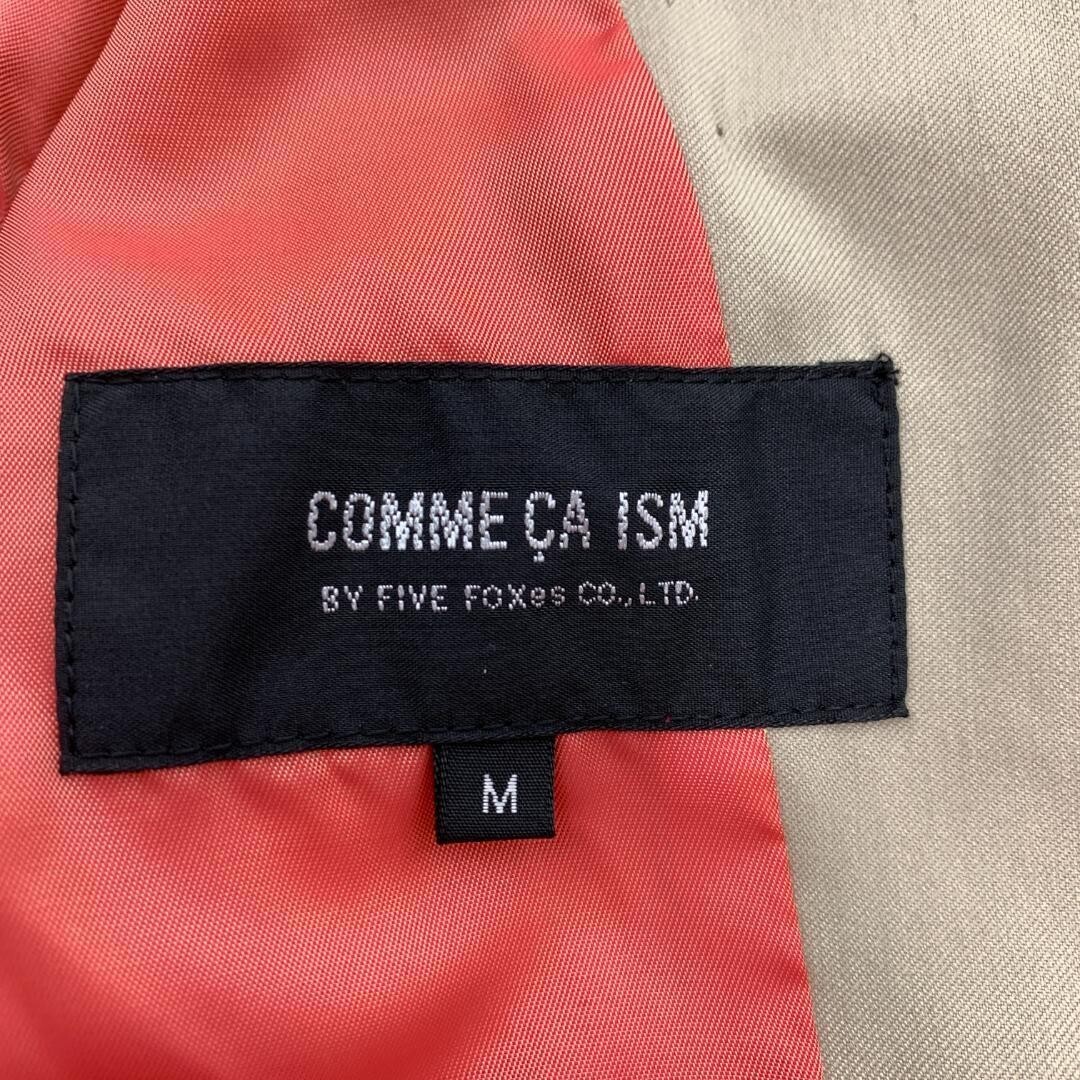 COMME ÇA ISM
BY FIVE FOXes CO.,LTD.
M